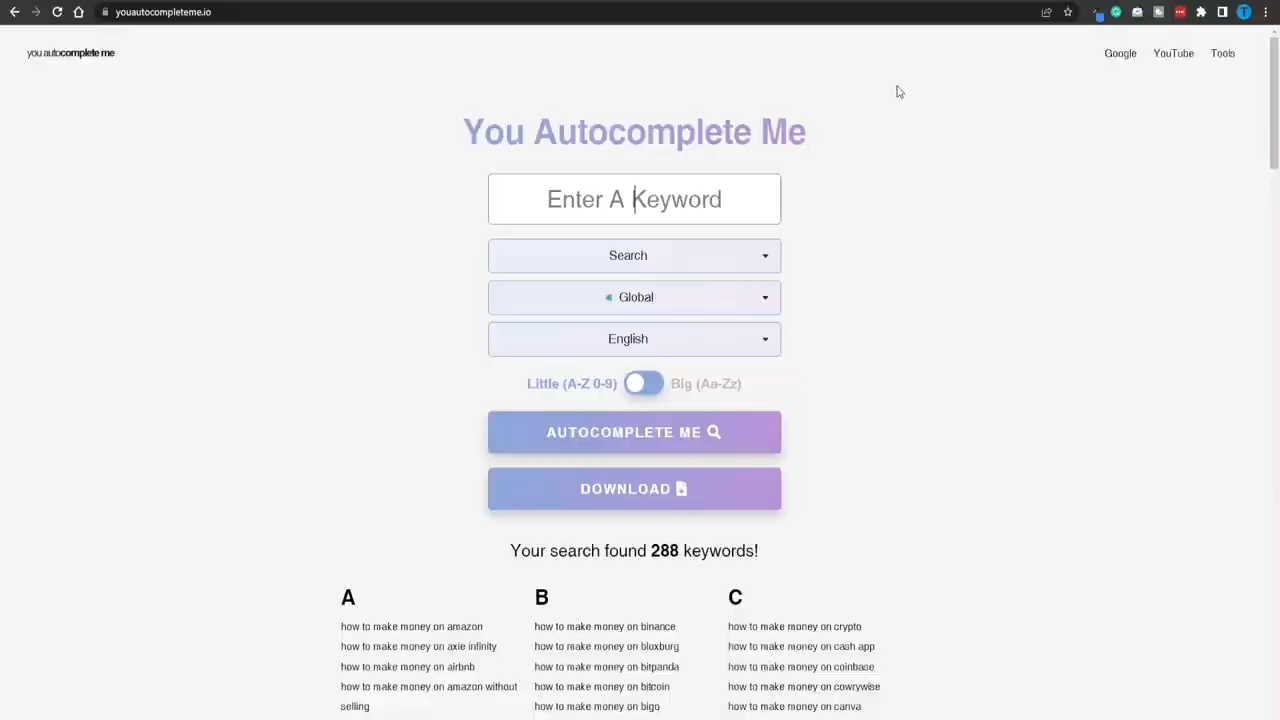 youautocompleteme.io
T
you autocomplete me
Google YouTube Tools
You Autocomplete Me
Enter A Keyword
Search
Global
English
Little (A-Z 0-9) Big (Aa-Zz)
AUTOCOMPLETE ME
DOWNLOAD
Your search found 288 keywords!
A B C
how to make money on amazon how to make money on binance how to make money on crypto
how to make money on axie infinity how to make money on bloxburg how to make money on cash app
how to make money on airbnb how to make money on bitpanda how to make money on coinbase
how to make money on amazon without how to make money on bitcoin how to make money on cowrywise
selling how to make money on bigo how to make money on canva